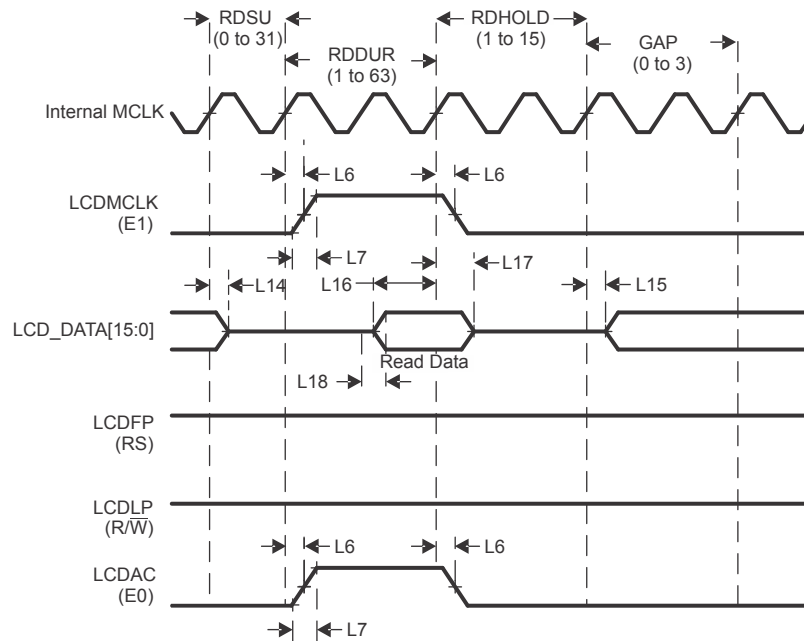 RDSU
(0 to 31)
RDHOLD
(1 to 15)
GAP
(0 to 3)
RDDUR
(1 to 63)
Internal MCLK
L6
L6
LCDMCLK
(E1)
L7
L17
L14
L16
L15
LCD_DATA[15:0]
Read Data
L18
LCDFP
(RS)
LCDLP
(R/W̅)
L6
L6
LCDAC
(E0)
L7